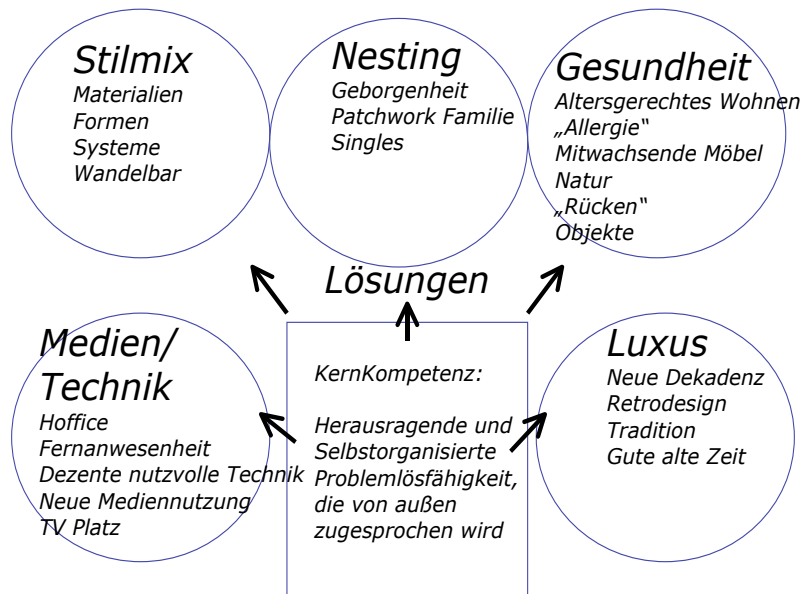 Stilmix
Materialien
Formen
Systeme
Wandelbar
Nesting
Geborgenheit
Patchwork Familie
Singles
Gesundheit
Altersgerechtes Wohnen
„Allergie“
Mitwachsende Möbel
Natur
„Rücken“
Objekte
Lösungen
Medien/
Technik
Hoffice
Fernanwesenheit
Dezente nutzvolle Technik
Neue Mediennutzung
TV Platz
KernKompetenz:
Herausragende und
Selbstorganisierte
Problemlösfähigkeit,
die von außen
zugesprochen wird
Luxus
Neue Dekadenz
Retrodesign
Tradition
Gute alte Zeit